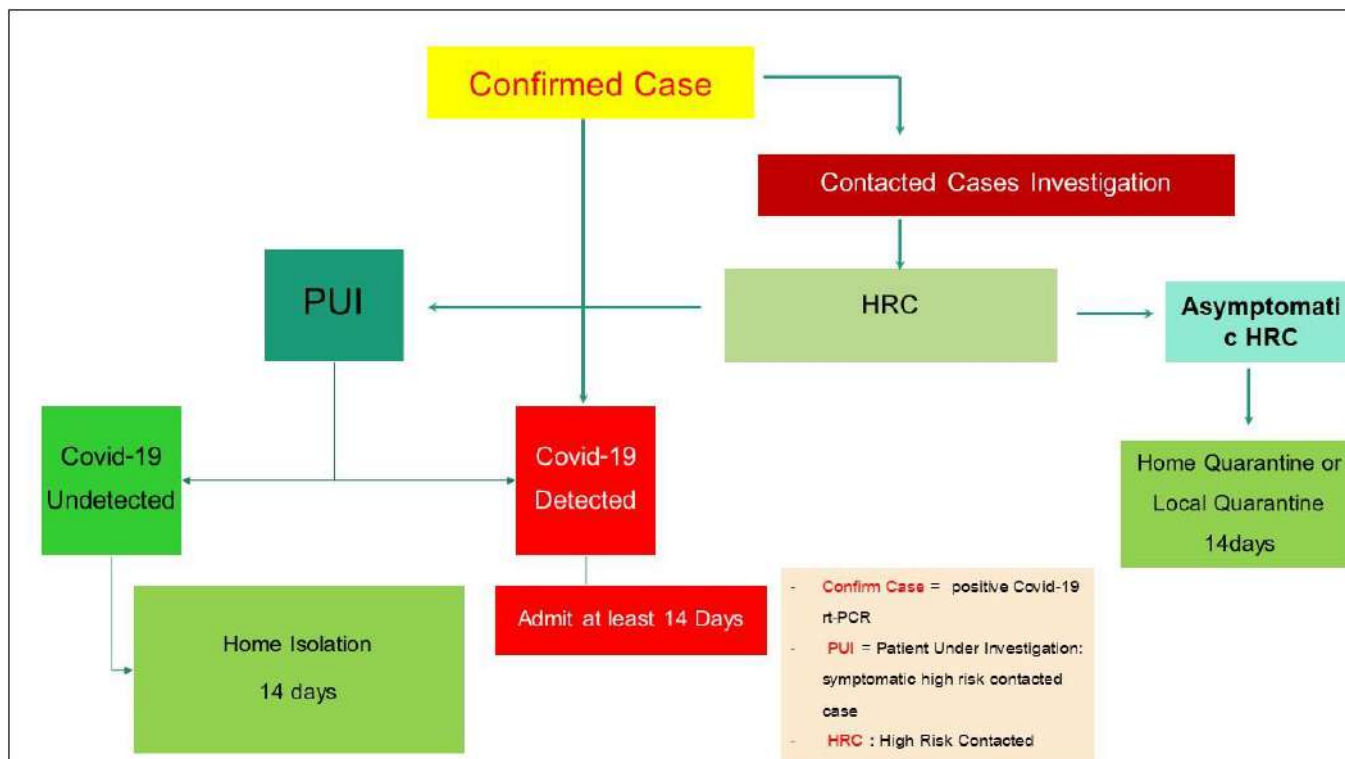 Confirmed Case
Contacted Cases Investigation
PUI
HRC
Asymptomati
c HRC
Covid-19
Undetected
Covid-19
Detected
Home Quarantine or
Local Quarantine
14days
Home Isolation
14 days
Admit at least 14 Days
- Confirm Case = positive Covid-19
rt-PCR
- PUI = Patient Under Investigation:
symptomatic high risk contacted
case
- HRC : High Risk Contacted